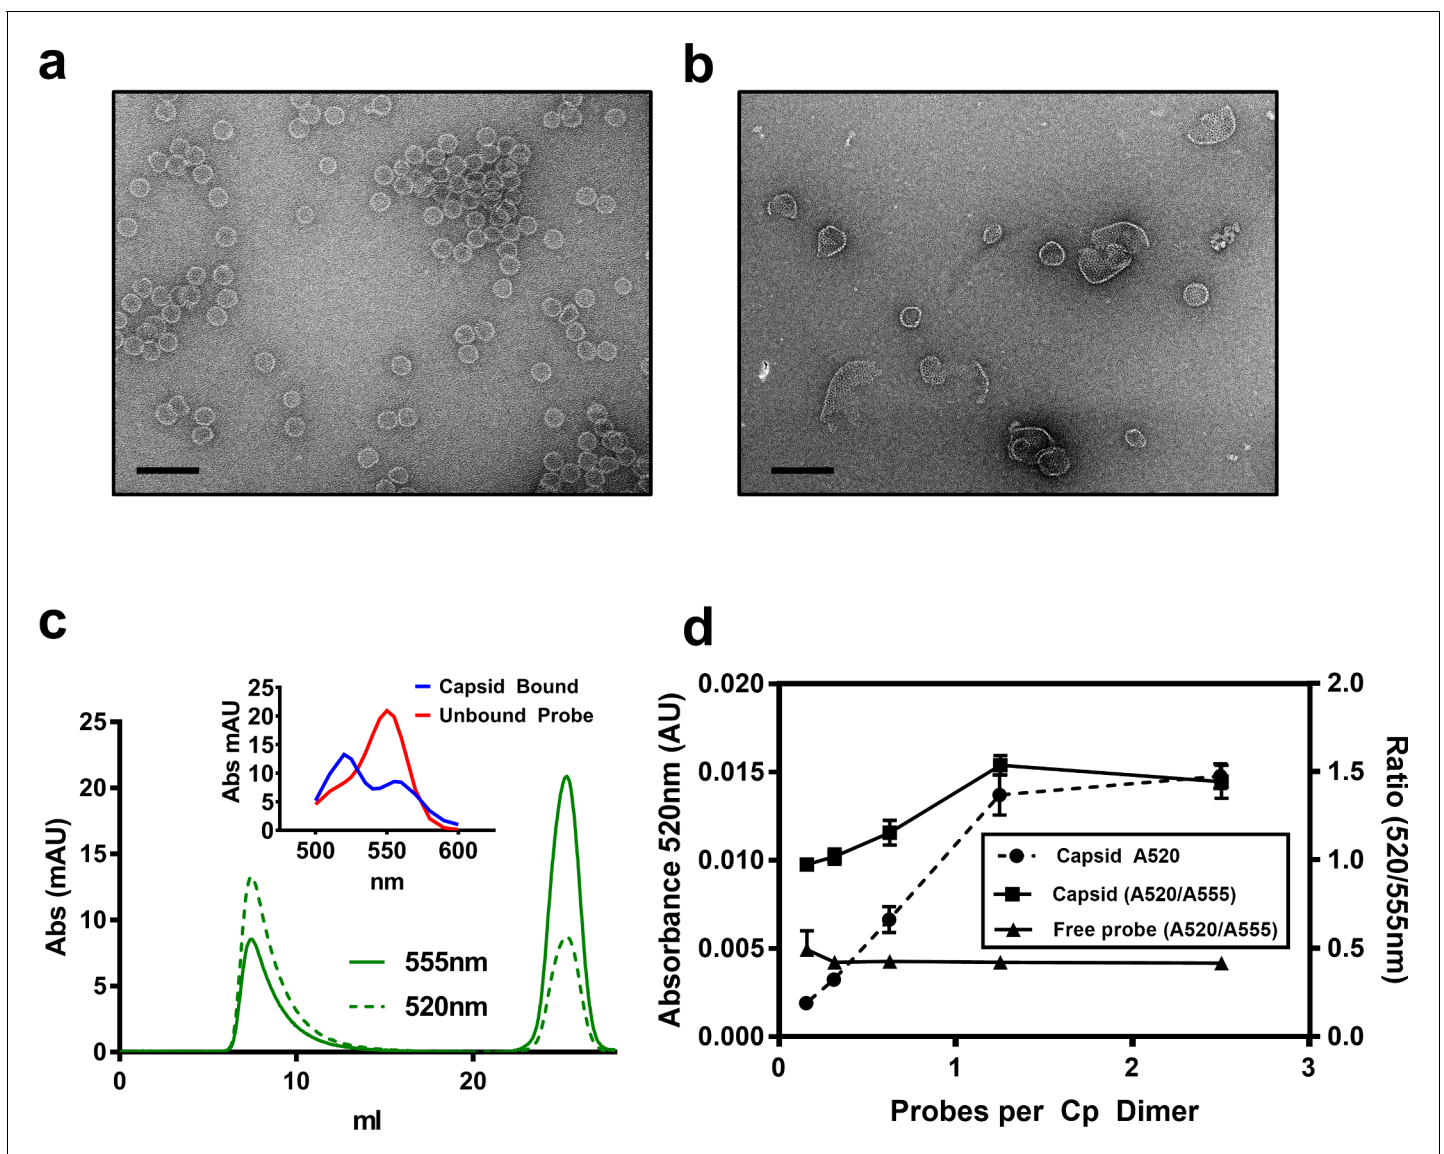 a
b
c
d
25
20
15
10
5
0
Abs (mAU)
0
10
20
ml
555nm
520nm
25
20
15
10
5
0
Abs mAU
500
550
600
nm
Capsid Bound
Unbound Probe
0.020
0.015
0.010
0.005
0.000
Absorbance 520nm (AU)
2.0
1.5
1.0
0.5
0.0
Ratio (520/555nm)
Capsid A520
Capsid (A520/A555)
Free probe (A520/A555)
0
1
2
3
Probes per Cp Dimer